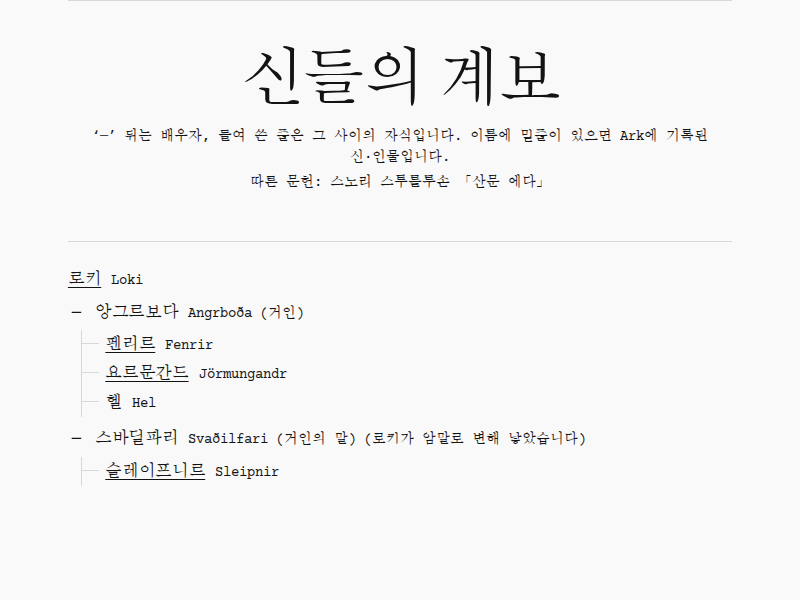 신들의 계보
‘—’ 뒤는 배우자, 들여 쓴 줄은 그 사이의 자식입니다. 이름에 밑줄이 있으면 Ark에 기록된
신·인물입니다.
따른 문헌: 스노리 스투를루손 「산문 에다」
로키 Loki
— 앙그르보다 Angrboða (거인)
펜리르 Fenrir
요르문간드 Jörmungandr
헬 Hel
— 스바딜파리 Svaðilfari (거인의 말) (로키가 암말로 변해 낳았습니다)
슬레이프니르 Sleipnir